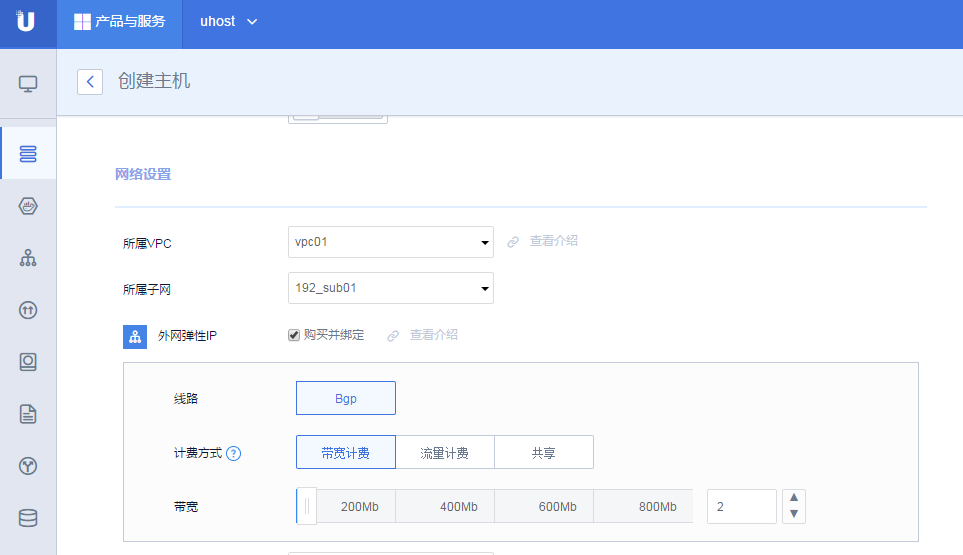 U
产品与服务 uhost
创建主机
网络设置
所属VPC vpc01 查看介绍
所属子网 192_sub01
外网弹性IP 购买并绑定 查看介绍
线路 Bgp
计费方式 ? 带宽计费 流量计费 共享
带宽 200Mb 400Mb 600Mb 800Mb 2